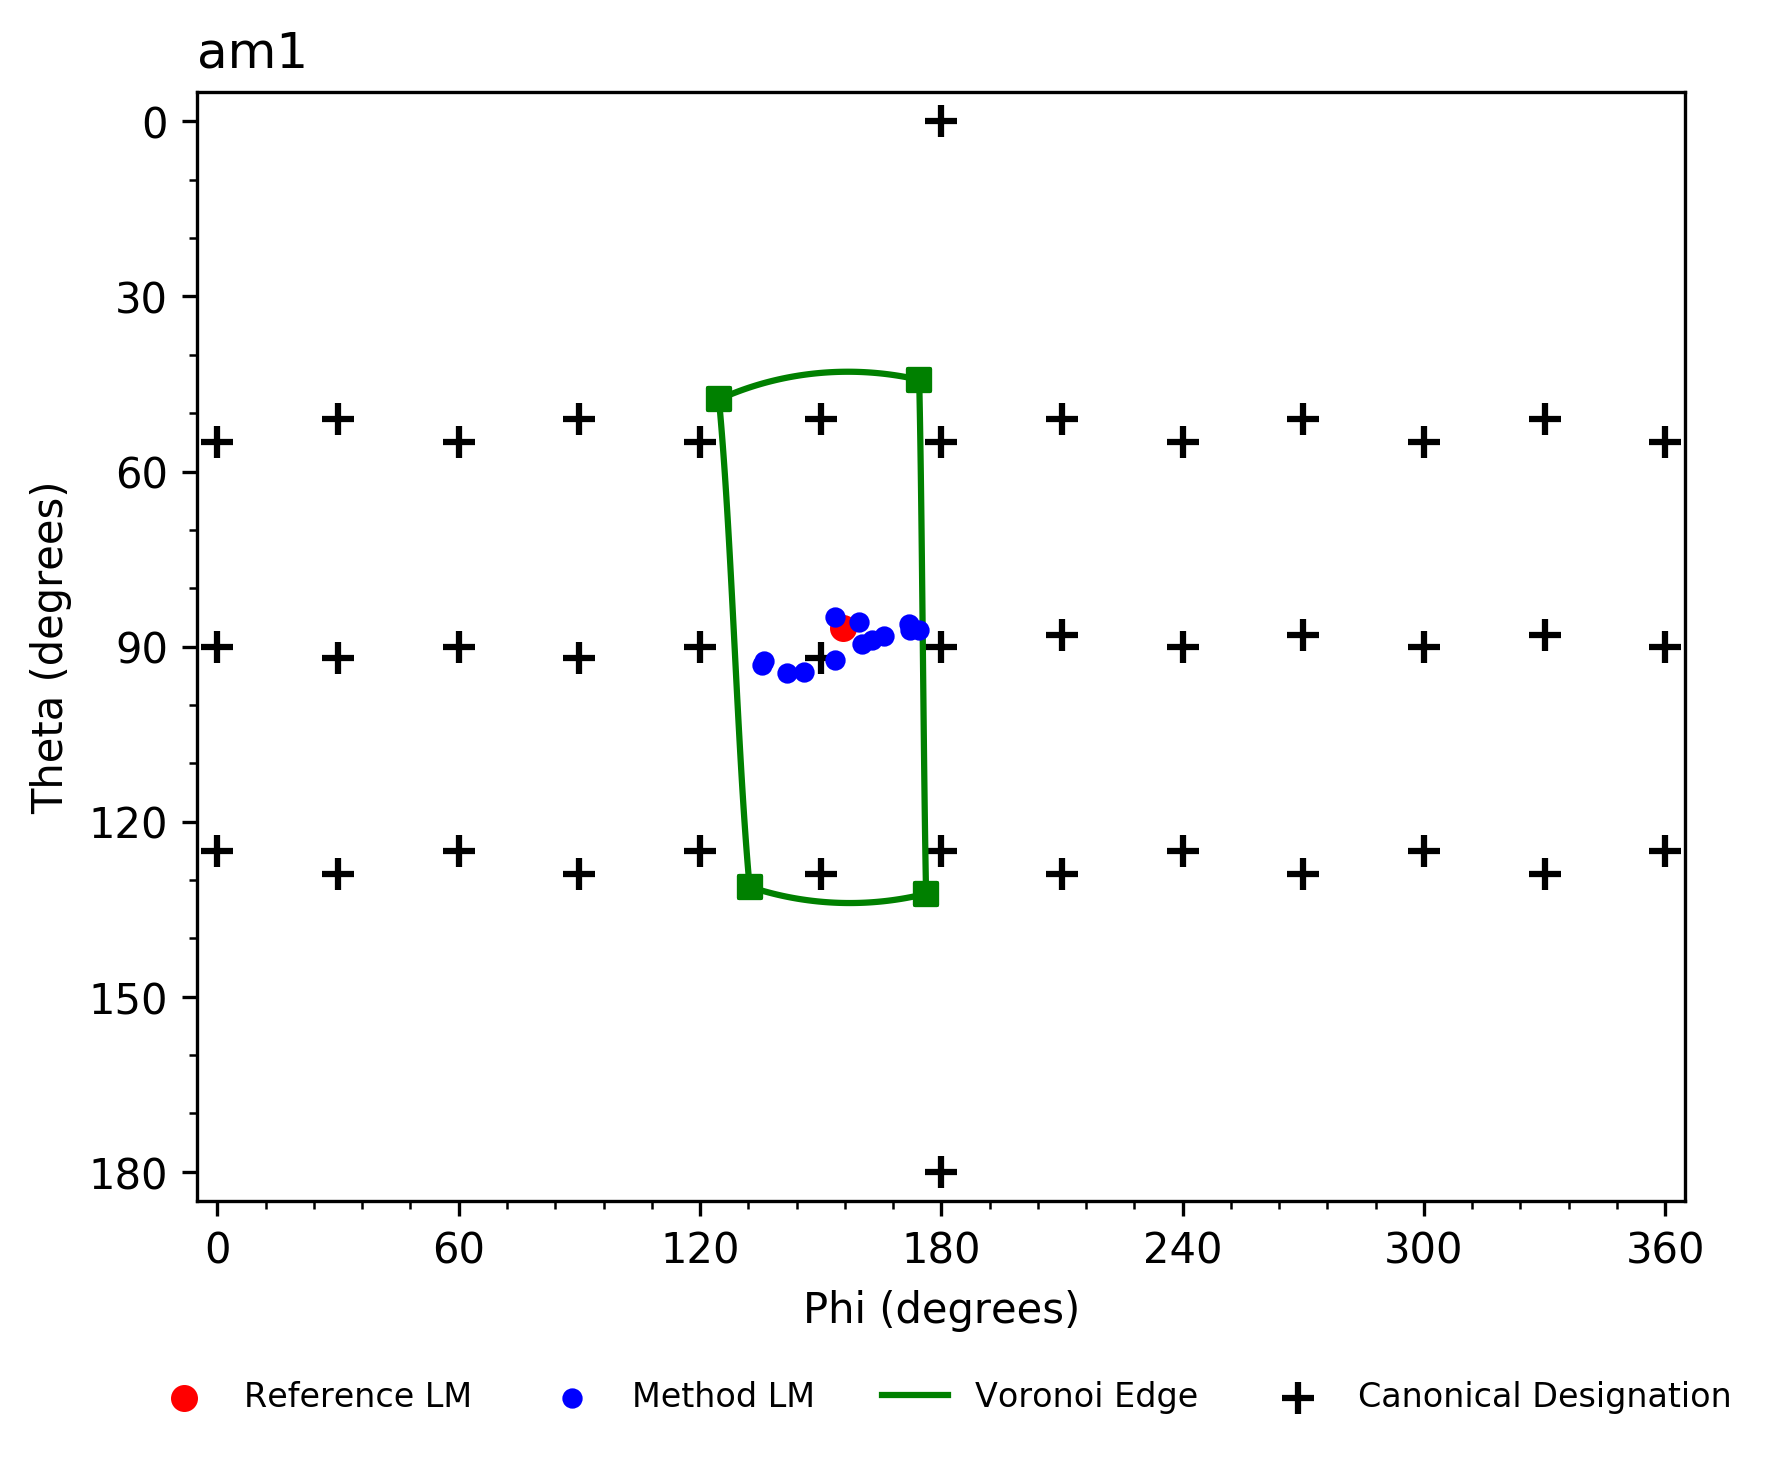 am1
0
30
60
90
120
150
180
Theta (degrees)
0 60 120 180 240 300 360
Phi (degrees)
Reference LM Method LM Voronoi Edge Canonical Designation